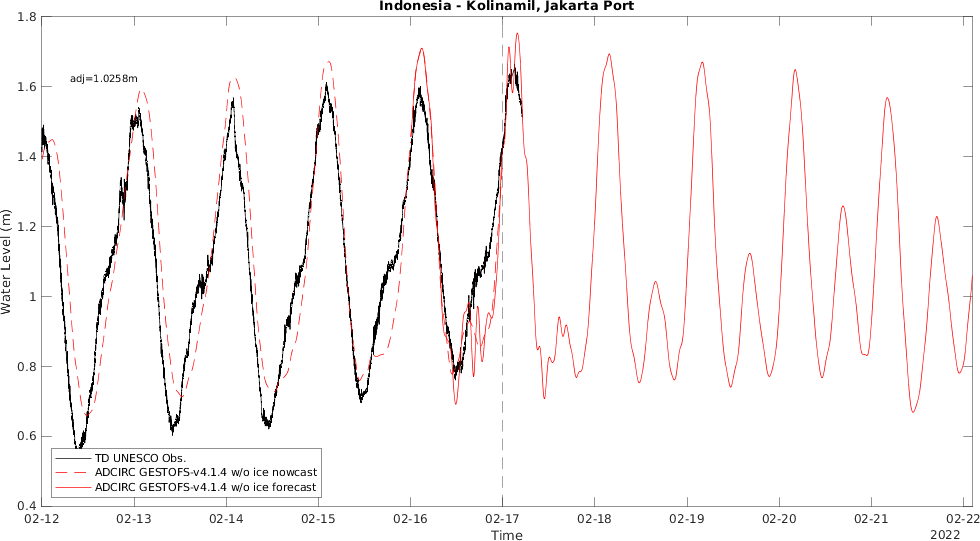 Indonesia - Kolinamil, Jakarta Port
1.8
1.6
1.4
1.2
1
0.8
0.6
0.4
Water Level (m)
adj=1.0258m
TD UNESCO Obs.
ADCIRC GESTOFS-v4.1.4 w/o ice nowcast
ADCIRC GESTOFS-v4.1.4 w/o ice forecast
02-12 02-13 02-14 02-15 02-16 02-17 02-18 02-19 02-20 02-21 02-22
Time
2022